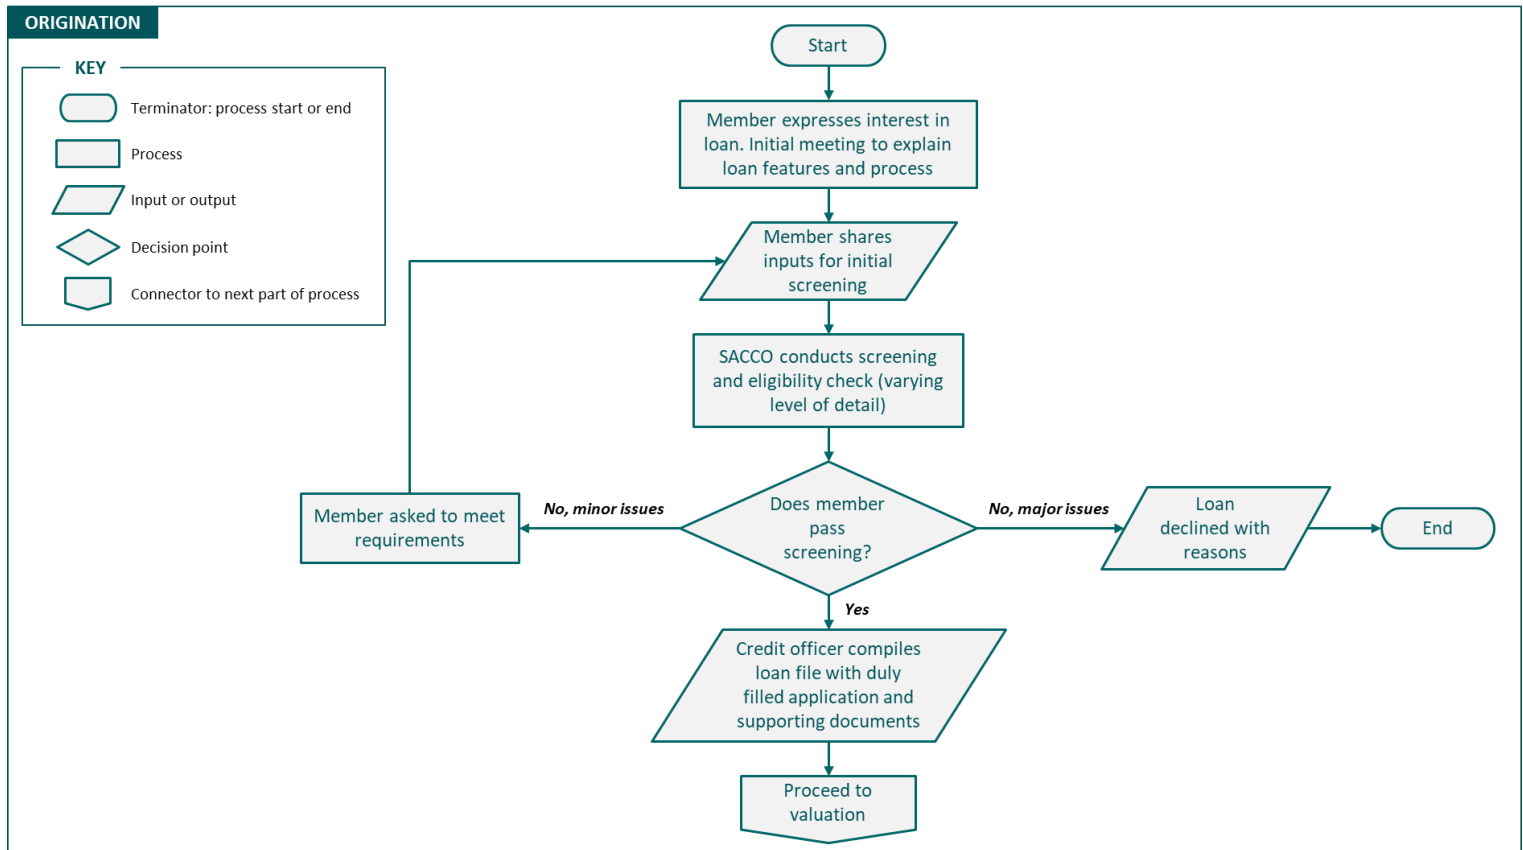 ORIGINATION
KEY
Terminator: process start or end
Process
Input or output
Decision point
Connector to next part of process
Start
Member expresses interest in
loan. Initial meeting to explain
loan features and process
Member shares
inputs for initial
screening
SACCO conducts screening
and eligibility check (varying
level of detail)
Does member
pass
screening?
No, minor issues
Member asked to meet
requirements
No, major issues
Loan
declined with
reasons
End
Yes
Credit officer compiles
loan file with duly
filled application and
supporting documents
Proceed to
valuation